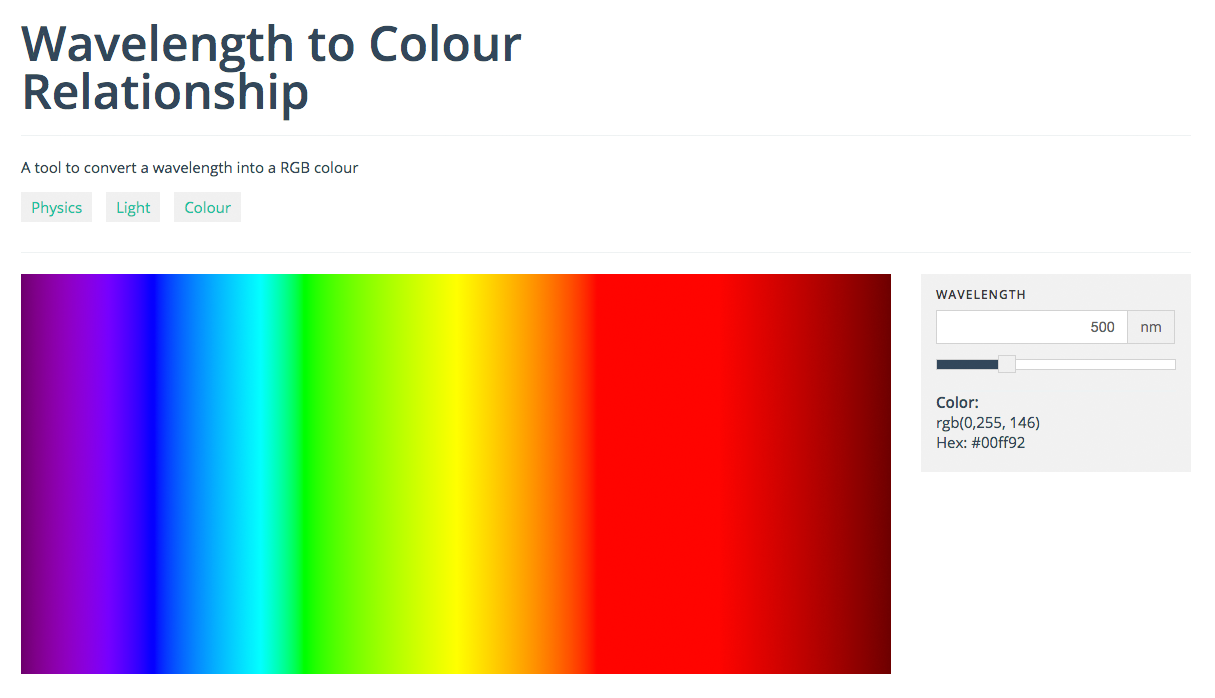 Wavelength to Colour
Relationship
A tool to convert a wavelength into a RGB colour
Physics Light Colour
WAVELENGTH
500 nm
Color:
rgb(0,255, 146)
Hex: #00ff92